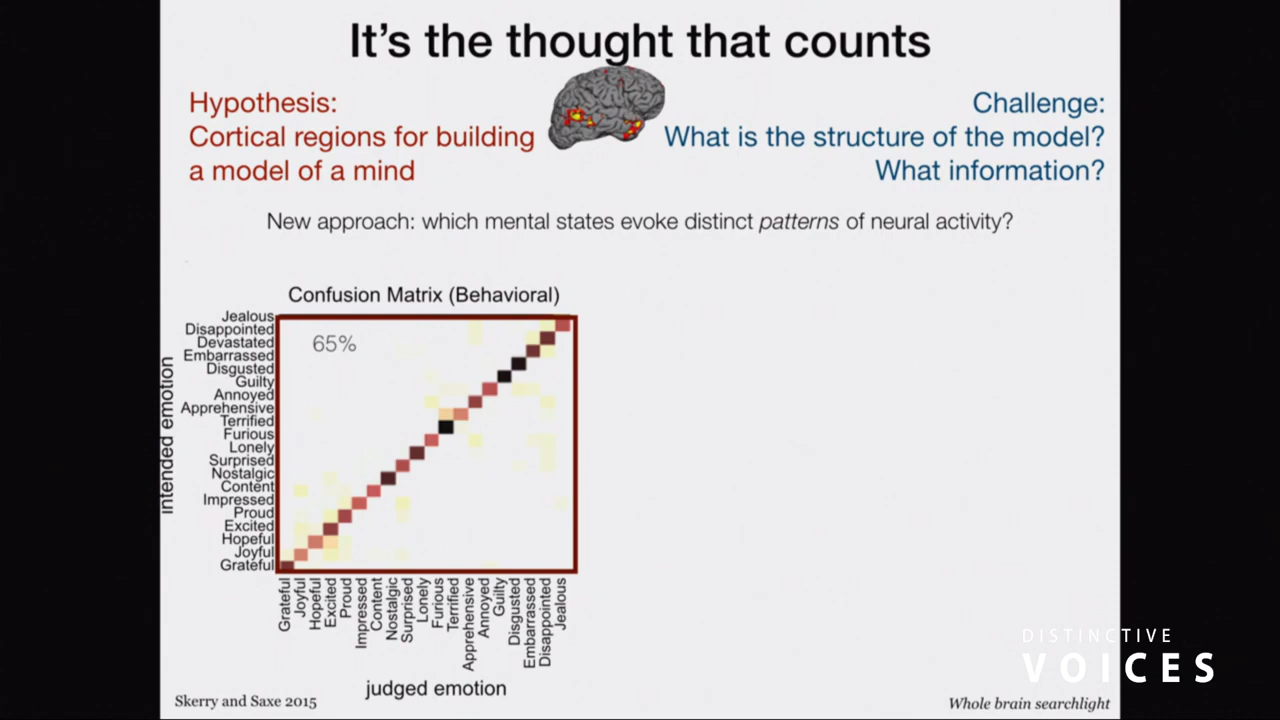 It's the thought that counts
Hypothesis:
Cortical regions for building
a model of a mind
Challenge:
What is the structure of the model?
What information?
New approach: which mental states evoke distinct patterns of neural activity?
Confusion Matrix (Behavioral)
65%
intended emotion
Jealous
Disappointed
Devastated
Embarrassed
Disgusted
Guilty
Annoyed
Apprehensive
Terrified
Furious
Lonely
Surprised
Nostalgic
Content
Impressed
Proud
Excited
Hopeful
Joyful
Grateful
Grateful
Joyful
Hopeful
Excited
Proud
Impressed
Content
Nostalgic
Surprised
Lonely
Furious
Terrified
Apprehensive
Annoyed
Guilty
Disgusted
Embarrassed
Disappointed
Jealous
judged emotion
Skerry and Saxe 2015
Whole brain searchlight
DISTINCTIVE
VOICES